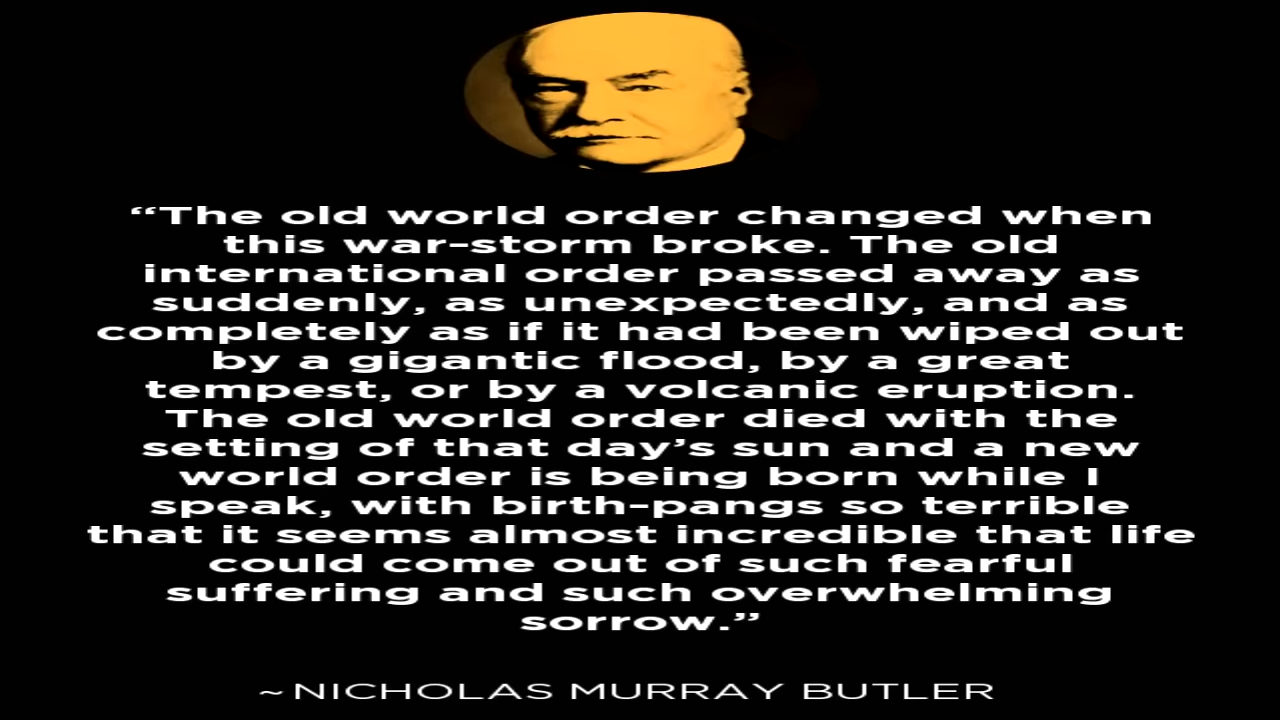 “The old world order changed when
this war-storm broke. The old
international order passed away as
suddenly, as unexpectedly, and as
completely as if it had been wiped out
by a gigantic flood, by a great
tempest, or by a volcanic eruption.
The old world order died with the
setting of that day’s sun and a new
world order is being born while I
speak, with birth-pangs so terrible
that it seems almost incredible that life
could come out of such fearful
suffering and such overwhelming
sorrow.”
~NICHOLAS MURRAY BUTLER